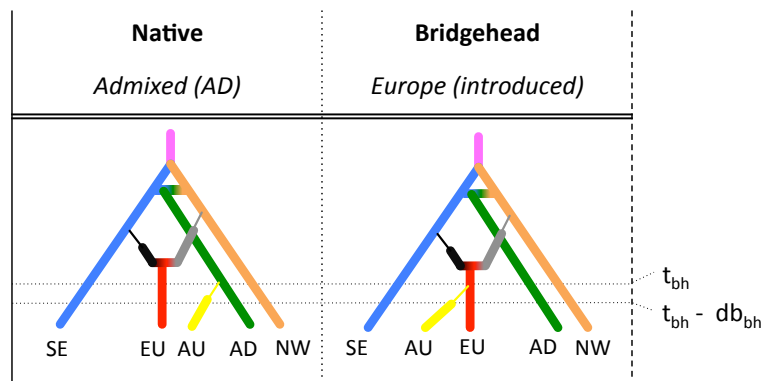 Native
Bridgehead
Admixed (AD)
Europe (introduced)
t_bh
t_bh - db_bh
SE EU AU AD NW
SE AU EU AD NW